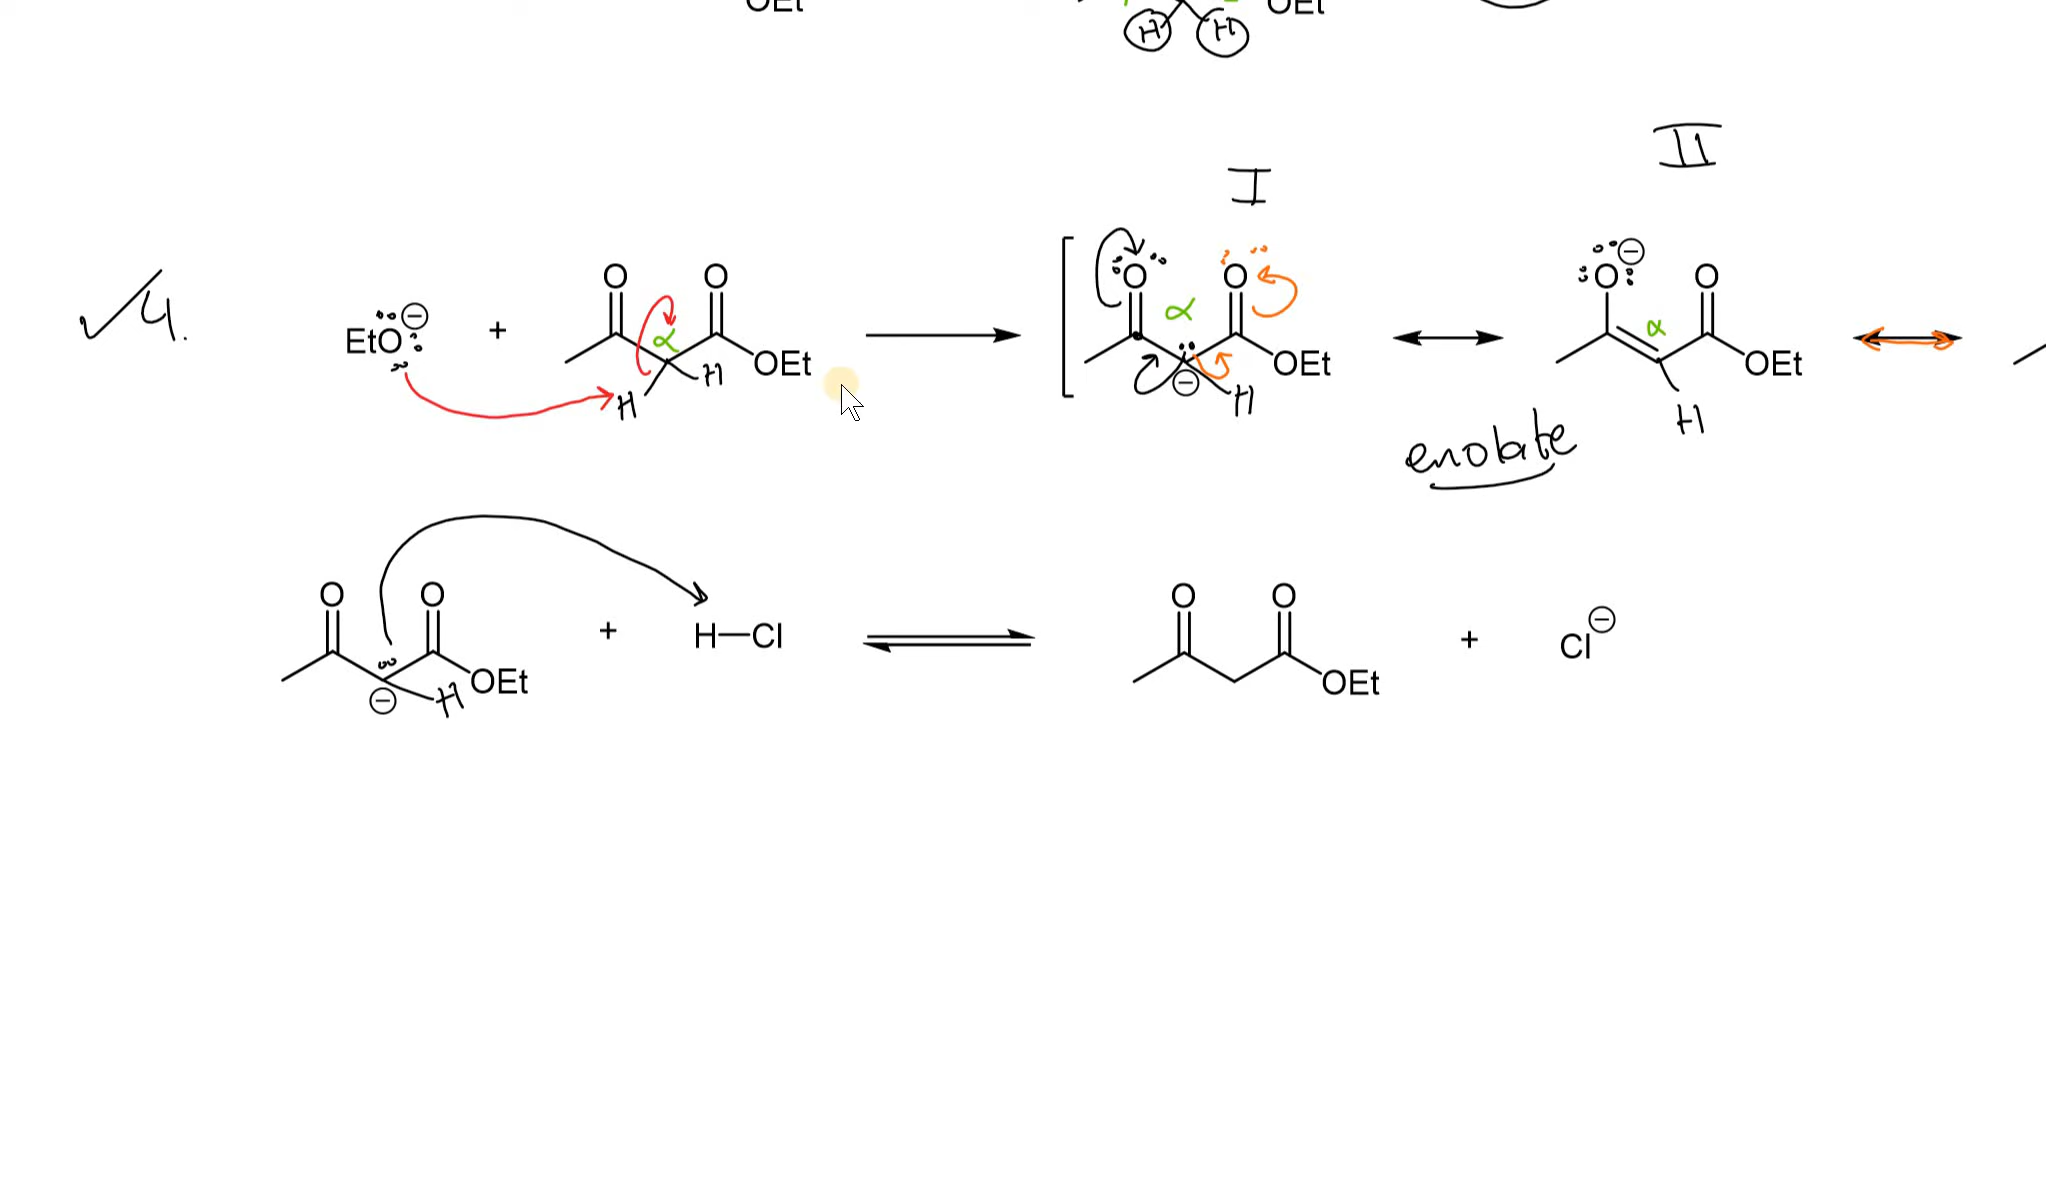 OEt OEt
H H
II
I
√4. EtO:⊖ + O O α H H OEt → [ :O: α :O: ⊖ H OEt ↔ :O:⊖ α O H OEt ↔
enolate
O O ⊖ H OEt + H—Cl ⇌ O O OEt + Cl⊖